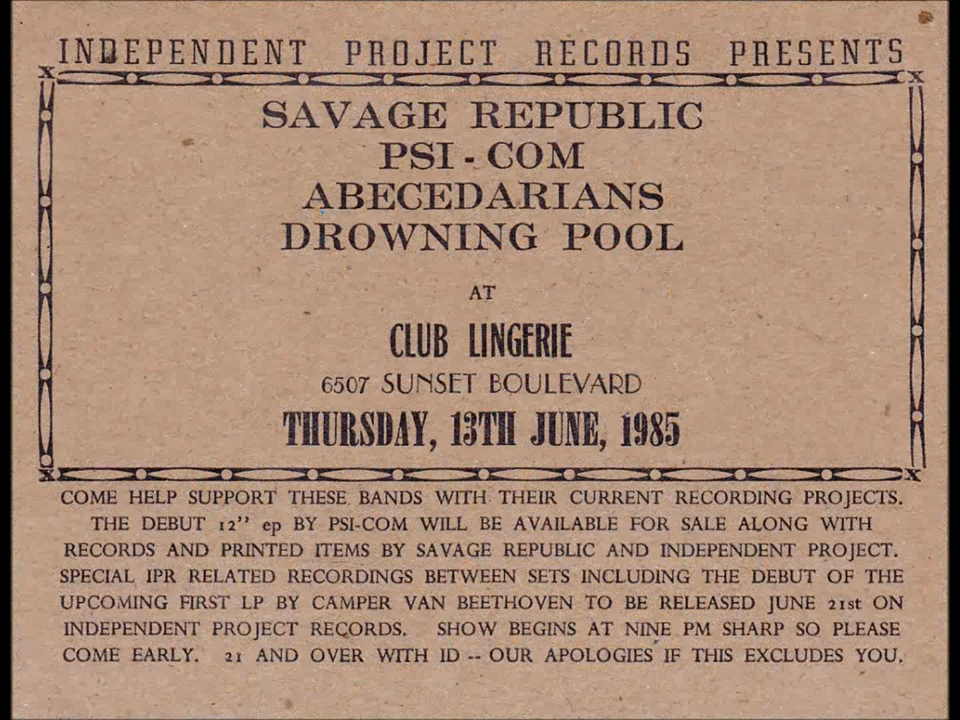 INDEPENDENT PROJECT RECORDS PRESENTS
SAVAGE REPUBLIC
PSI-COM
ABECEDARIANS
DROWNING POOL
AT
CLUB LINGERIE
6507 SUNSET BOULEVARD
THURSDAY, 13TH JUNE, 1985
COME HELP SUPPORT THESE BANDS WITH THEIR CURRENT RECORDING PROJECTS.
THE DEBUT 12" ep BY PSI-COM WILL BE AVAILABLE FOR SALE ALONG WITH
RECORDS AND PRINTED ITEMS BY SAVAGE REPUBLIC AND INDEPENDENT PROJECT.
SPECIAL IPR RELATED RECORDINGS BETWEEN SETS INCLUDING THE DEBUT OF THE
UPCOMING FIRST LP BY CAMPER VAN BEETHOVEN TO BE RELEASED JUNE 21st ON
INDEPENDENT PROJECT RECORDS. SHOW BEGINS AT NINE PM SHARP SO PLEASE
COME EARLY. 21 AND OVER WITH ID -- OUR APOLOGIES IF THIS EXCLUDES YOU.